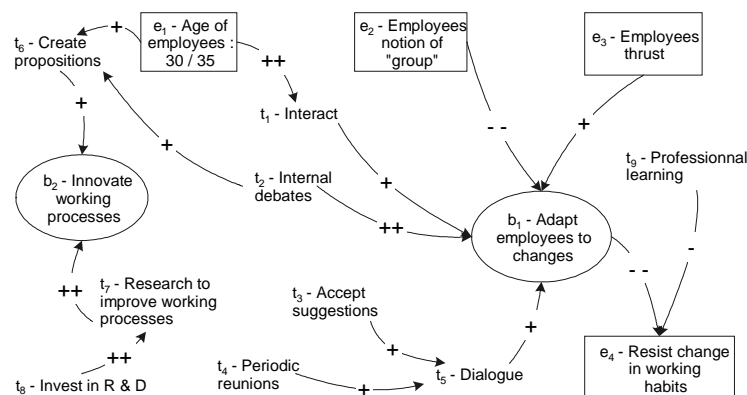 e1 - Age of
employees :
30 / 35
e2 - Employees
notion of
"group"
e3 - Employees
thrust
t6 - Create
propositions
+
++
t1 - Interact
+
- -
+
+
t9 - Professionnal
learning
b2 - Innovate
working
processes
t2 - Internal
debates
+
++
b1 - Adapt
employees to
changes
- -
-
++
t7 - Research to
improve working
processes
t3 - Accept
suggestions
+
+
++
t8 - Invest in R & D
t4 - Periodic
reunions
+
t5 - Dialogue
e4 - Resist change
in working
habits